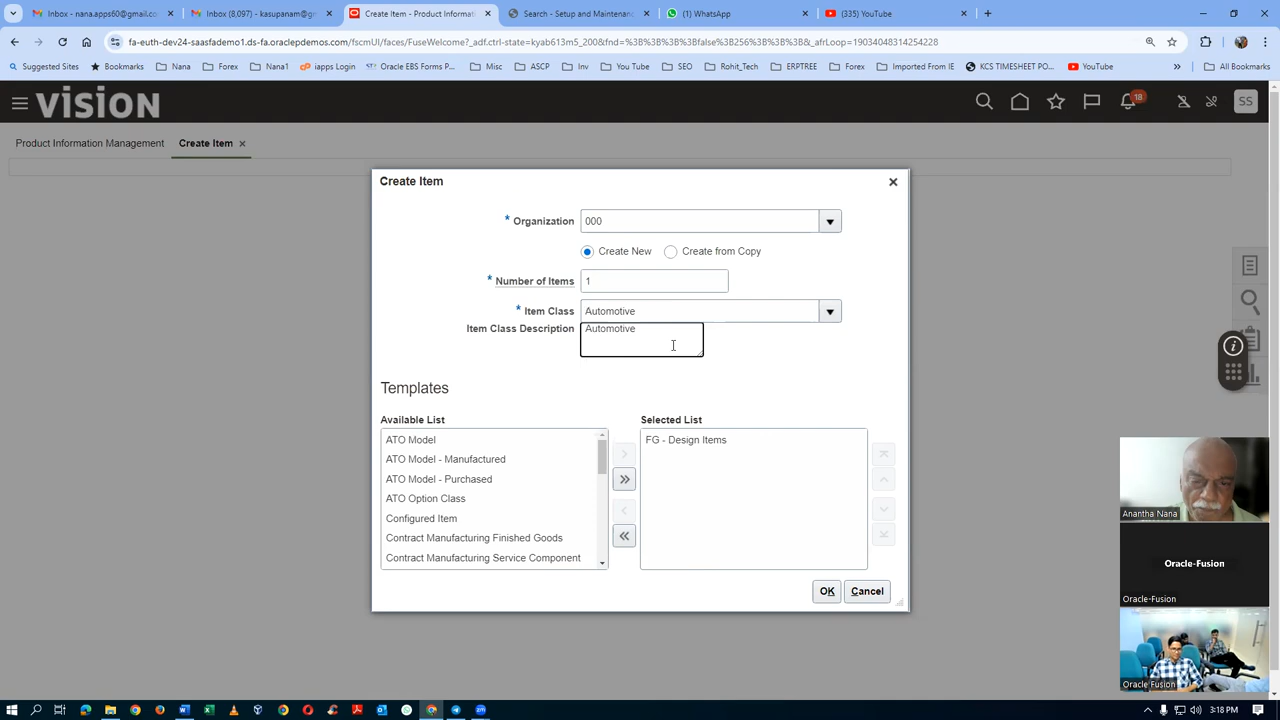 Inbox - nana.apps60@gmail.co
Inbox (8,097) - kasupanam@g
Create Item - Product Informati
Search - Setup and Maintenanc
(1) WhatsApp
(335) YouTube
fa-euth-dev24-saasfademo1.ds-fa.oraclepdemos.com/fscmUI/faces/FuseWelcome?_adf.ctrl-state=kyab613m5_200&fnd=%3B%3B%3B%3Bfalse%3B256%3B%3B%3B&_afrLoop=19034048314254228
Suggested Sites
Bookmarks
Nana
Forex
Nana1
iapps Login
Oracle EBS Forms P...
Misc
ASCP
Inv
You Tube
SEO
Rohit_Tech
ERPTREE
Forex
Imported From IE
KCS TIMESHEET PO...
YouTube
All Bookmarks
VISION
18
SS
Product Information Management
Create Item
Create Item
* Organization 000
Create New Create from Copy
* Number of Items 1
* Item Class Automotive
Item Class Description Automotive
Templates
Available List
Selected List
ATO Model
ATO Model - Manufactured
ATO Model - Purchased
ATO Option Class
Configured Item
Contract Manufacturing Finished Goods
Contract Manufacturing Service Component
FG - Design Items
OK Cancel
Anantha Nana
Oracle-Fusion
Oracle-Fusion
Oracle Fusion
3:18 PM